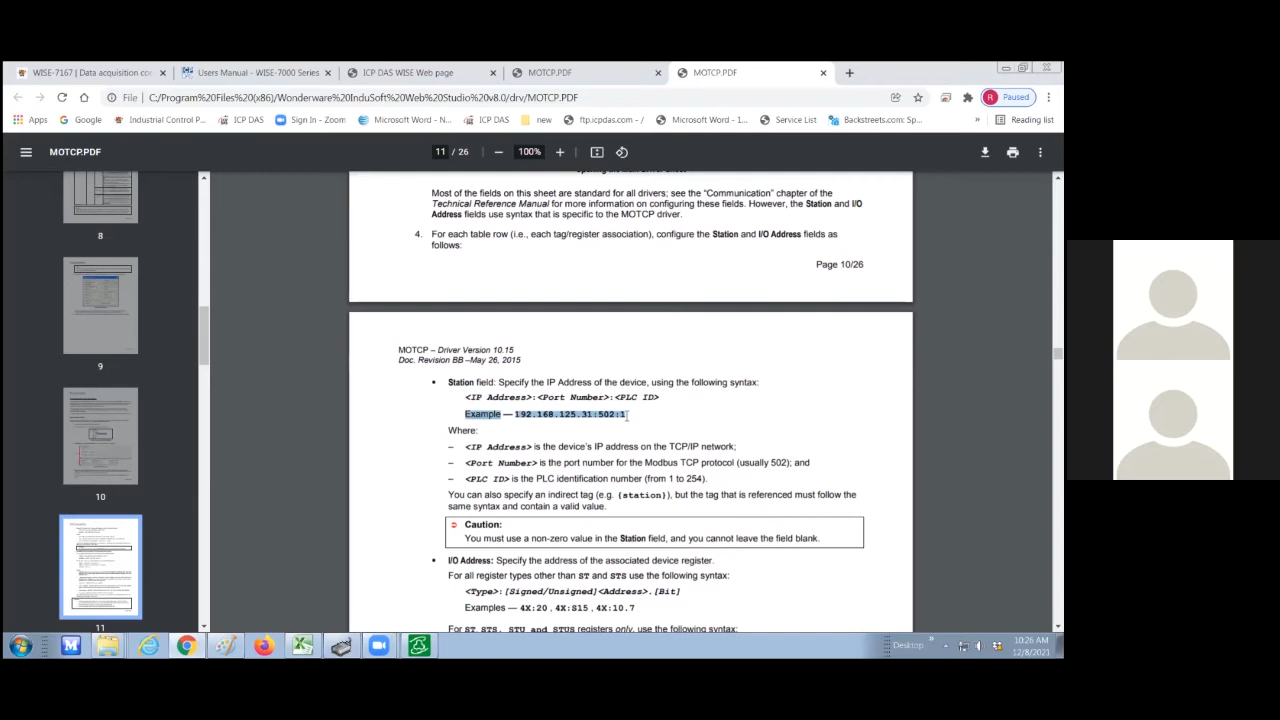 WISE-7167 | Data acquisition co
Users Manual - WISE-7000 Series
ICP DAS WISE Web page
MOTCP.PDF
MOTCP.PDF
File
C:/Program%20Files%20(x86)/Wonderware%20InduSoft%20Web%20Studio%20v8.0/drv/MOTCP.PDF
R Paused
Apps
Google
Industrial Control P...
ICP DAS
Sign In - Zoom
Microsoft Word - N...
ICP DAS
new
ftp.icpdas.com - /
Microsoft Word - 1...
Service List
Backstreets.com: Sp...
»
Reading list
MOTCP.PDF
11 / 26
100%
8
9
10
11
Most of the fields on this sheet are standard for all drivers; see the "Communication" chapter of the
Technical Reference Manual for more information on configuring these fields. However, the Station and I/O
Address fields use syntax that is specific to the MOTCP driver.
4. For each table row (i.e., each tag/register association), configure the Station and I/O Address fields as
follows:
Page 10/26
MOTCP – Driver Version 10.15
Doc. Revision BB –May 26, 2015
• Station field: Specify the IP Address of the device, using the following syntax:
<IP Address>:<Port Number>:<PLC ID>
Example — 192.168.125.31:502:1
Where:
– <IP Address> is the device's IP address on the TCP/IP network;
– <Port Number> is the port number for the Modbus TCP protocol (usually 502); and
– <PLC ID> is the PLC identification number (from 1 to 254).
You can also specify an indirect tag (e.g. {station}), but the tag that is referenced must follow the
same syntax and contain a valid value.
Caution:
You must use a non-zero value in the Station field, and you cannot leave the field blank.
• I/O Address: Specify the address of the associated device register.
For all register types other than ST and STS use the following syntax:
<Type>:[Signed/Unsigned]<Address>.[Bit]
Examples — 4X:20 , 4X:S15 , 4X:10.7
For ST, STS, STU and STUS registers only, use the following syntax:
Desktop
»
10:26 AM
12/8/2021